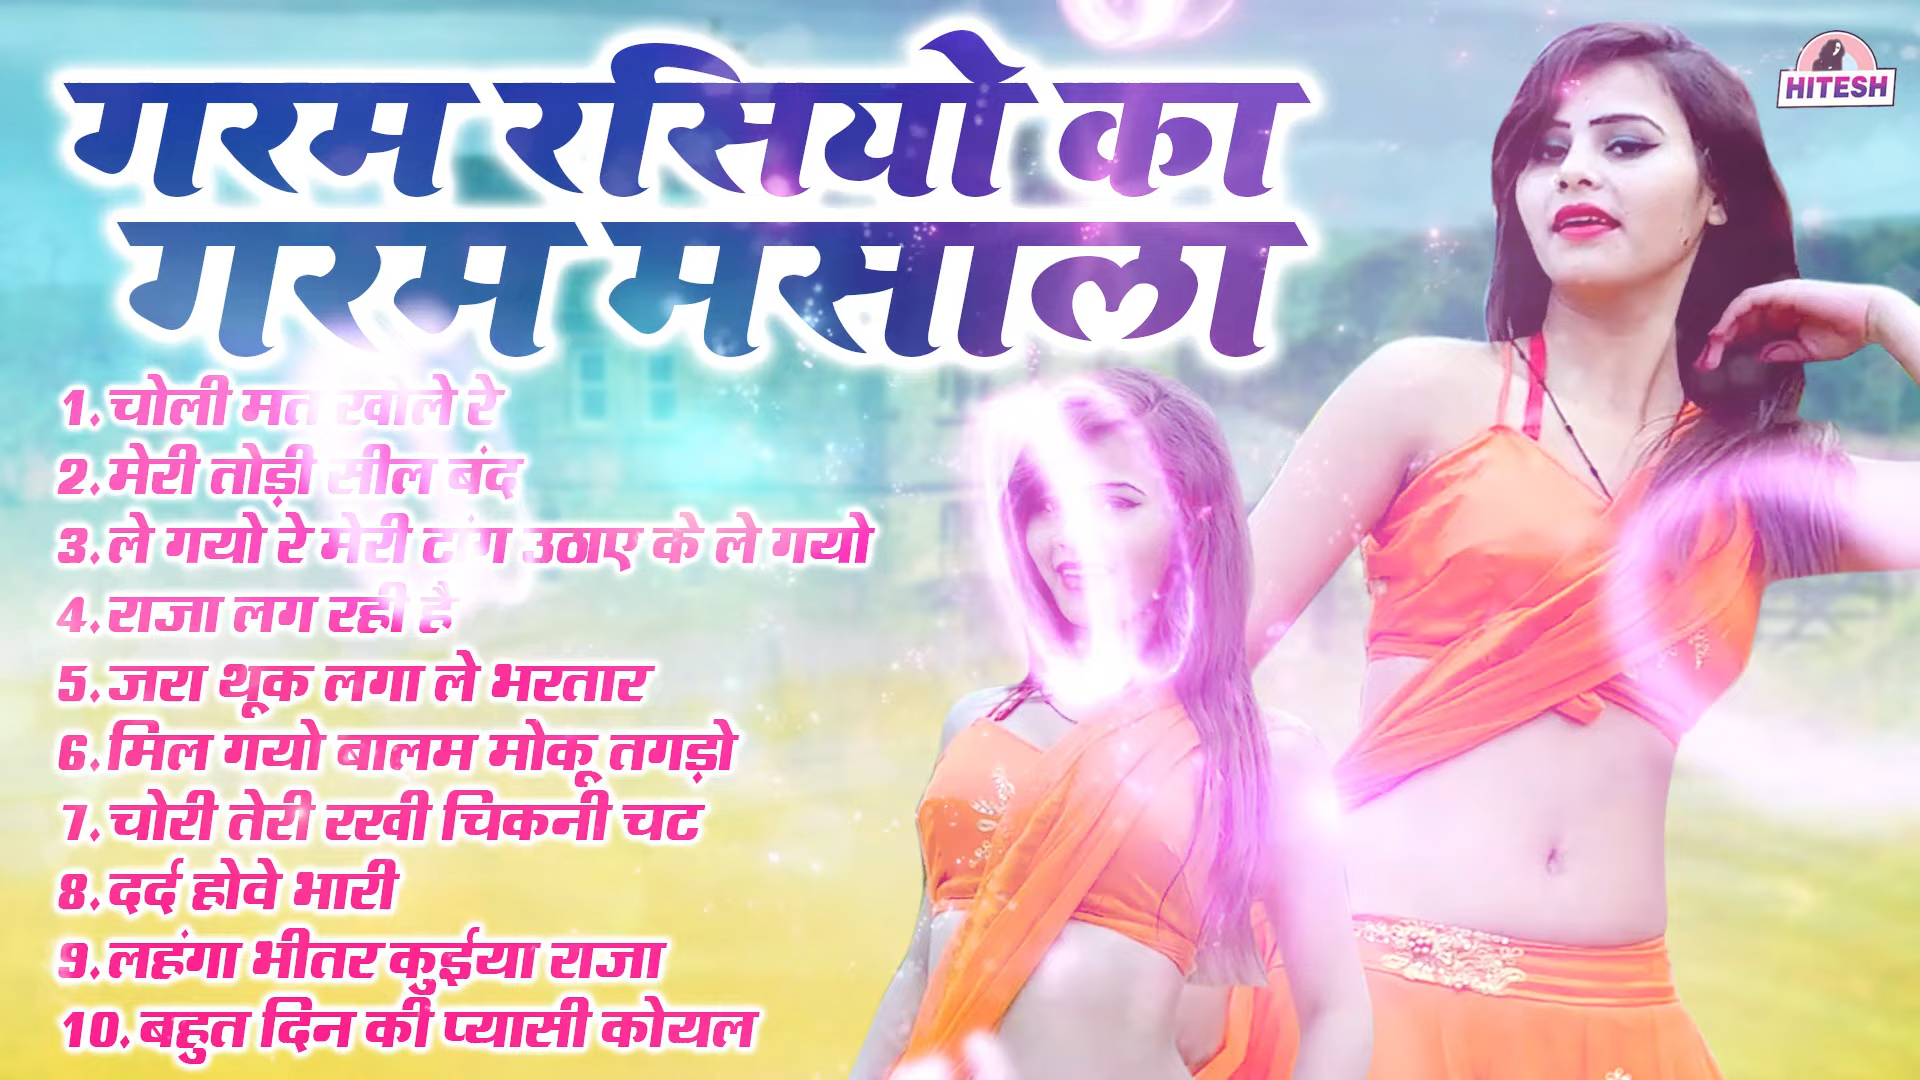 गरम रसियो का
गरम मसाला
HITESH
1. चोली मत खोले रे
2. मेरी तोड़ी सील बंद
3. ले गयो रे मेरी टांग उठाए के ले गयो
4. राजा लग रही है
5. जरा थूक लगा ले भरतार
6. मिल गयो बालम मोकू तगड़ो
7. चोरी तेरी रखी चिकनी चट
8. दर्द होवे भारी
9. लहंगा भीतर कुईया राजा
10. बहुत दिन की प्यासी कोयल